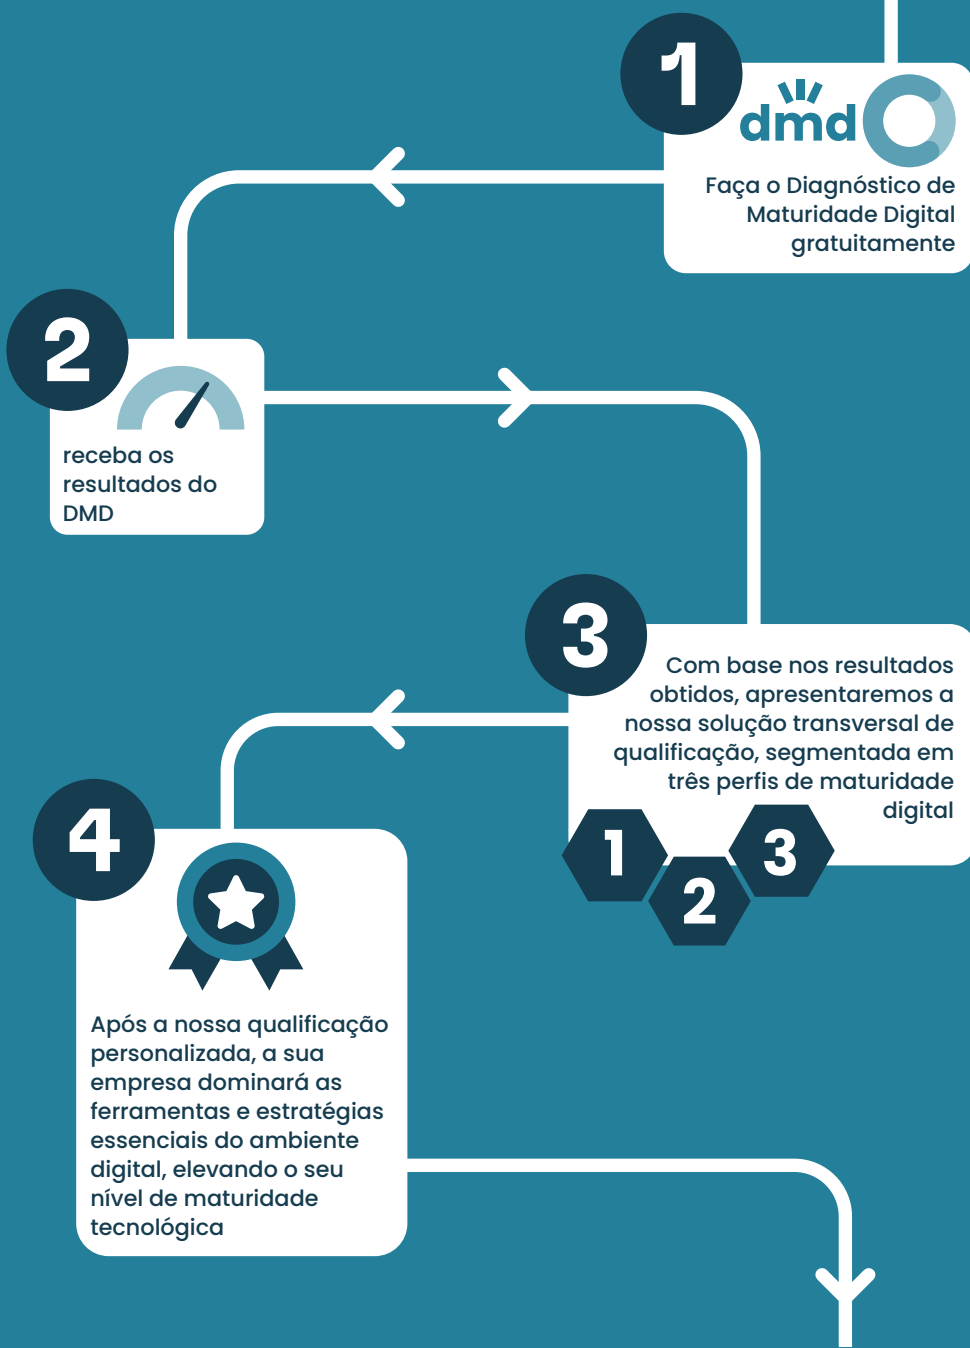 1
dmd
Faça o Diagnóstico de
Maturidade Digital
gratuitamente
2
receba os
resultados do
DMD
3
Com base nos resultados
obtidos, apresentaremos a
nossa solução transversal de
qualificação, segmentada em
três perfis de maturidade
digital
1
2
3
4
Após a nossa qualificação
personalizada, a sua
empresa dominará as
ferramentas e estratégias
essenciais do ambiente
digital, elevando o seu
nível de maturidade
tecnológica